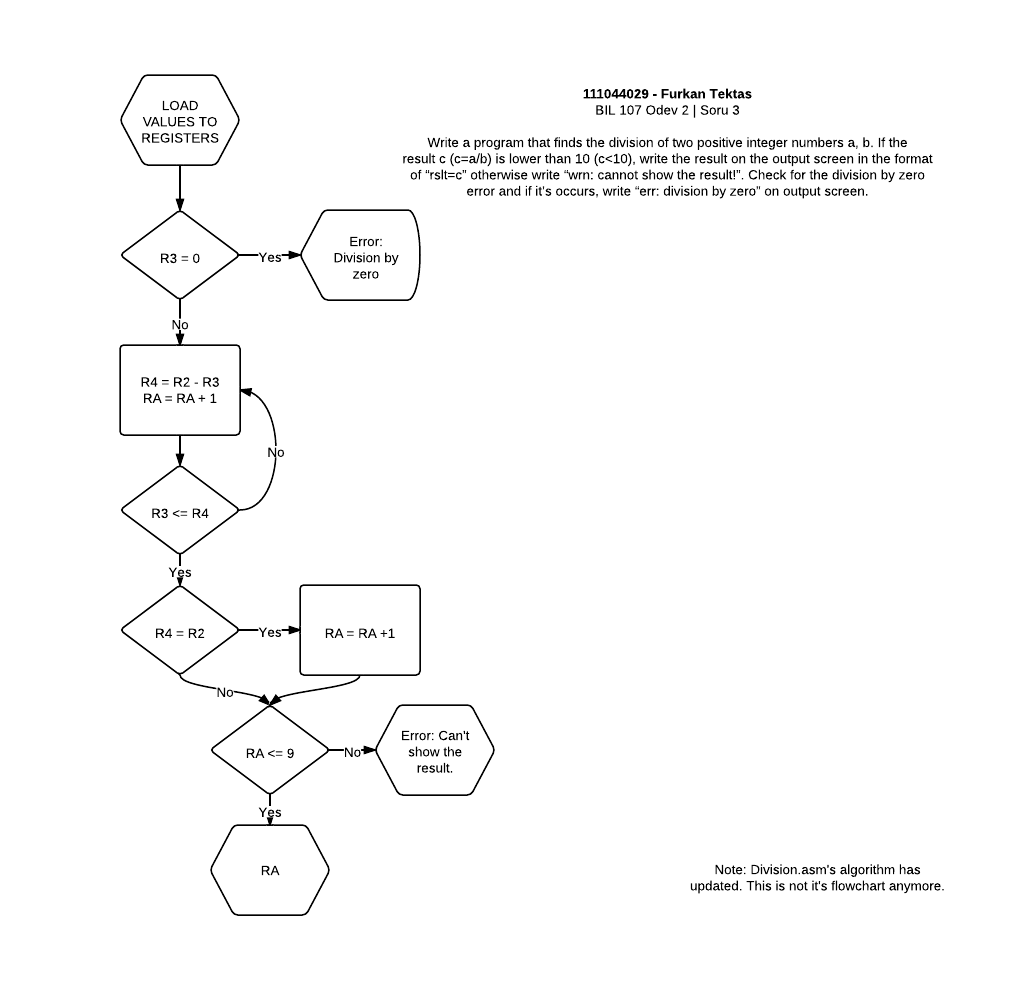 111044029 - Furkan Tektas
BIL 107 Odev 2 | Soru 3
Write a program that finds the division of two positive integer numbers a, b. If the
result c (c=a/b) is lower than 10 (c<10), write the result on the output screen in the format
of “rslt=c” otherwise write “wrn: cannot show the result!”. Check for the division by zero
error and if it's occurs, write “err: division by zero” on output screen.
LOAD
VALUES TO
REGISTERS
R3 = 0
Yes
Error:
Division by
zero
No
R4 = R2 - R3
RA = RA + 1
No
R3 <= R4
Yes
R4 = R2
Yes
RA = RA +1
No
RA <= 9
No
Error: Can't
show the
result.
Yes
RA
Note: Division.asm's algorithm has
updated. This is not it's flowchart anymore.